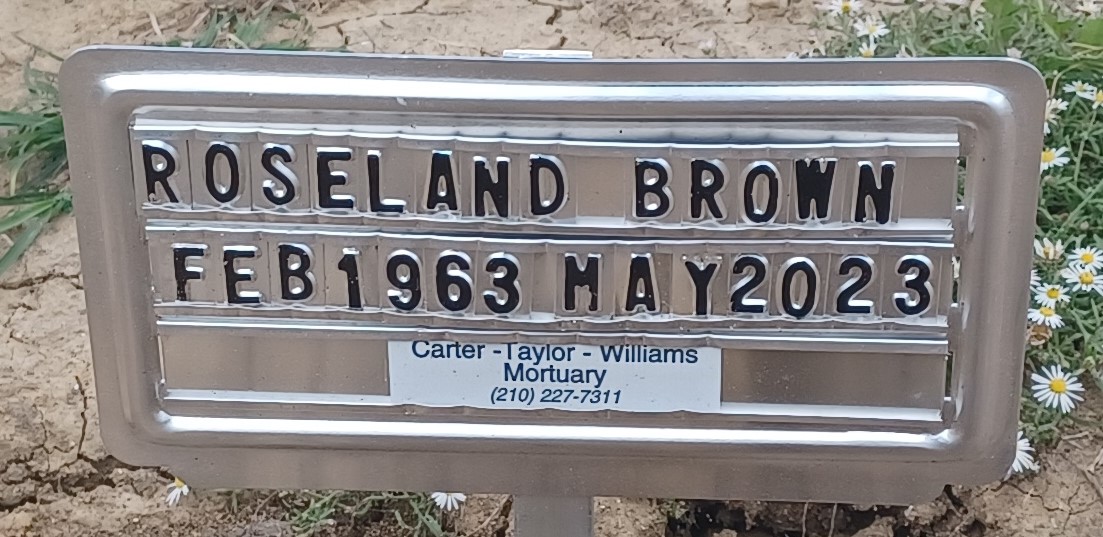 ROSELAND BROWN
FEB1963 MAY2023
Carter -Taylor - Williams
Mortuary
(210) 227-7311